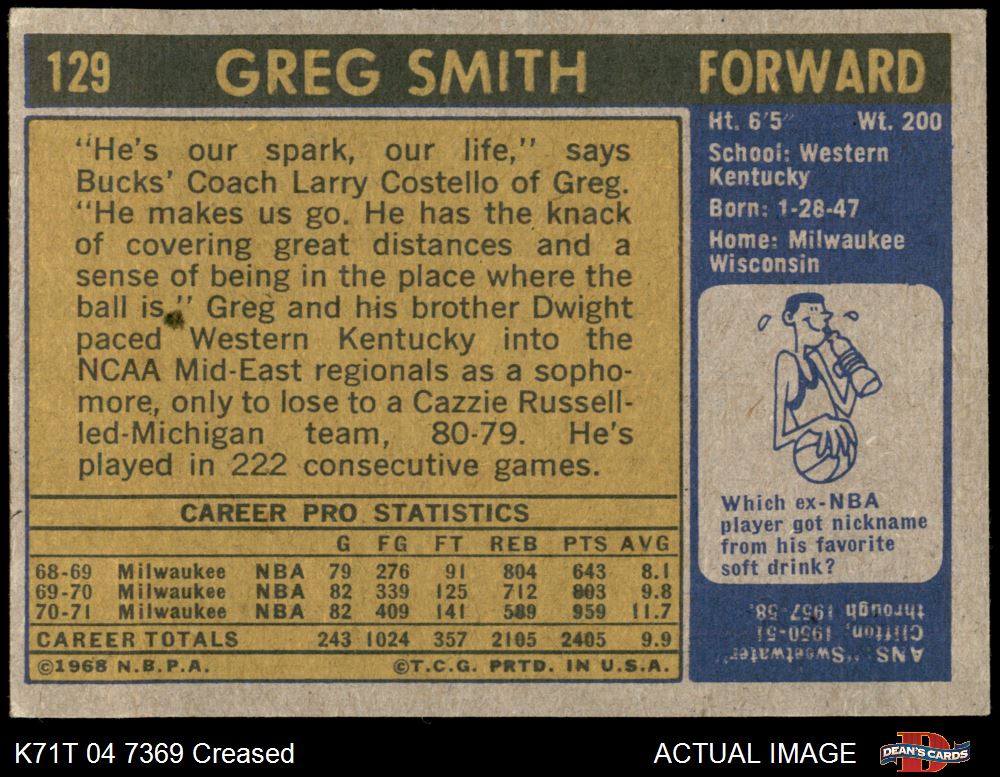 129 GREG SMITH FORWARD
"He's our spark, our life," says
Bucks' Coach Larry Costello of Greg.
"He makes us go. He has the knack
of covering great distances and a
sense of being in the place where the
ball is." Greg and his brother Dwight
paced Western Kentucky into the
NCAA Mid-East regionals as a sopho-
more, only to lose to a Cazzie Russell-
led-Michigan team, 80-79. He's
played in 222 consecutive games.
CAREER PRO STATISTICS
G FG FT REB PTS AVG
68-69 Milwaukee NBA 79 276 91 804 643 8.1
69-70 Milwaukee NBA 82 339 125 712 803 9.8
70-71 Milwaukee NBA 82 409 141 589 959 11.7
CAREER TOTALS 243 1024 357 2105 2405 9.9
©1968 N.B.P.A. ©T.C.G. PRTD. IN U.S.A.
Ht. 6'5" Wt. 200
School: Western
Kentucky
Born: 1-28-47
Home: Milwaukee
Wisconsin
Which ex-NBA
player got nickname
from his favorite
soft drink?
ANS: "Sweetwater"
Clifton, 1950-51
through 1957-58.
K71T 04 7369 Creased
ACTUAL IMAGE
DEAN'S CARDS